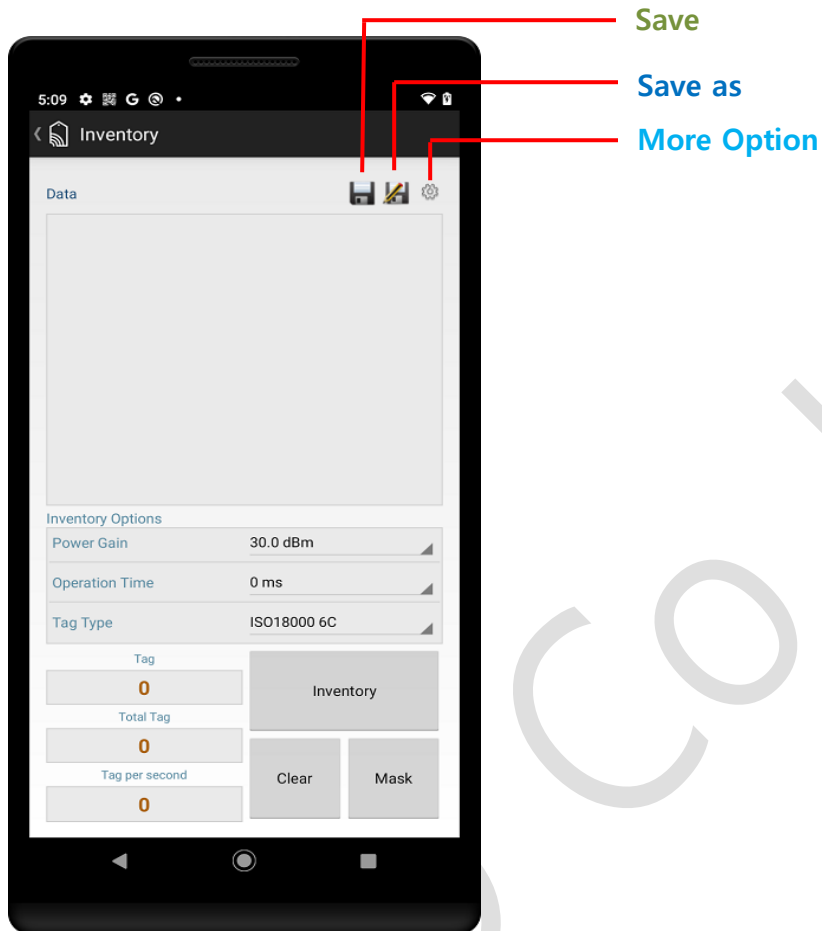 Save
Save as
More Option
5:09
Inventory
Data
Inventory Options
Power Gain 30.0 dBm
Operation Time 0 ms
Tag Type ISO18000 6C
Tag
0
Total Tag
0
Tag per second
0
Inventory
Clear
Mask
Co